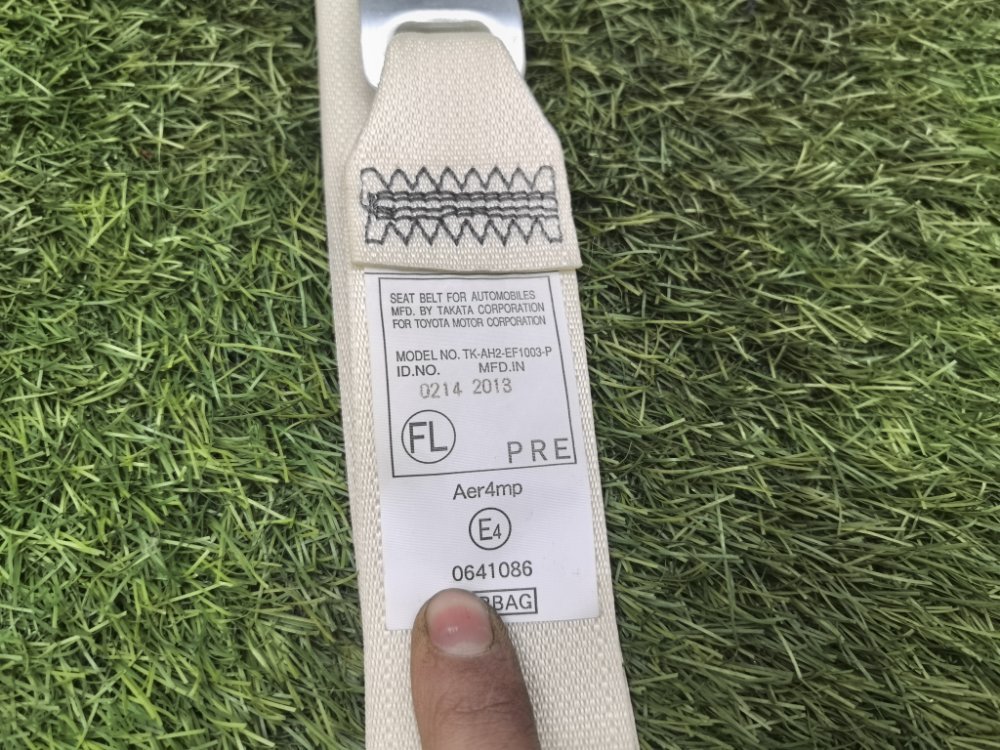 SEAT BELT FOR AUTOMOBILES
MFD. BY TAKATA CORPORATION
FOR TOYOTA MOTOR CORPORATION
MODEL NO. TK-AH2-EF1003-P
ID.NO. MFD.IN
0214 2013
FL
PRE
Aer4mp
E4
0641086